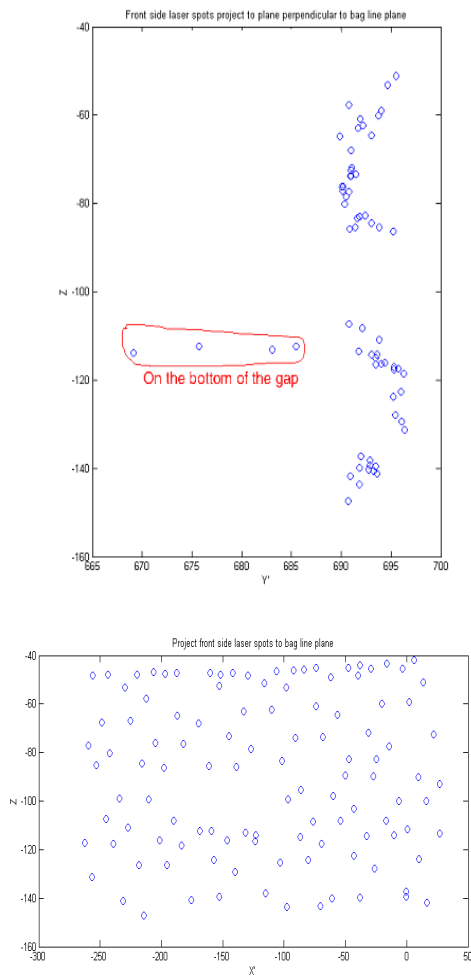 Front side laser spots project to plane perpendicular to bag line plane
-40
-60
-80
-100
-120
-140
-160
Z
On the bottom of the gap
665 670 675 680 685 690 695 700
Y'
Project front side laser spots to bag line plane
-40
-60
-80
-100
-120
-140
-160
Z
-300 -250 -200 -150 -100 -50 0 50
X'